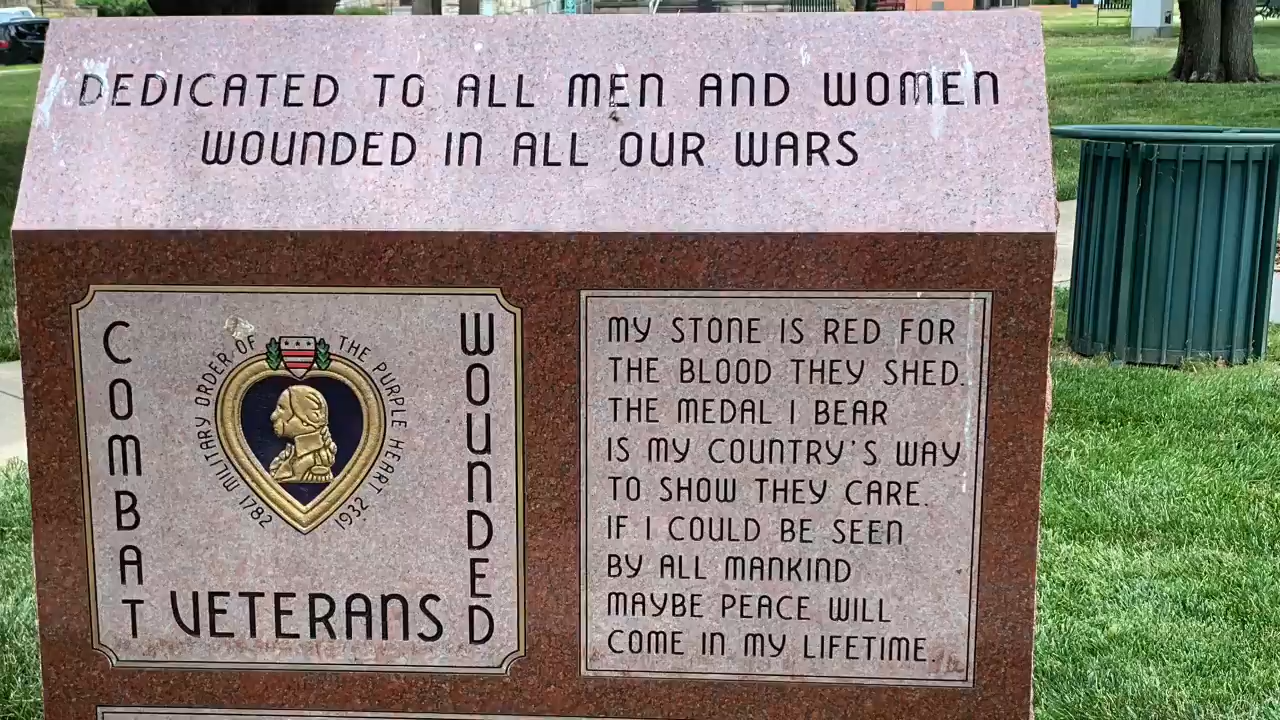 DEDICATED TO ALL MEN AND WOMEN
WOUNDED IN ALL OUR WARS
COMBAT
WOUNDED
VETERANS
MILITARY ORDER OF THE PURPLE HEART
1782 1932
MY STONE IS RED FOR
THE BLOOD THEY SHED.
THE MEDAL I BEAR
IS MY COUNTRY'S WAY
TO SHOW THEY CARE.
IF I COULD BE SEEN
BY ALL MANKIND
MAYBE PEACE WILL
COME IN MY LIFETIME.